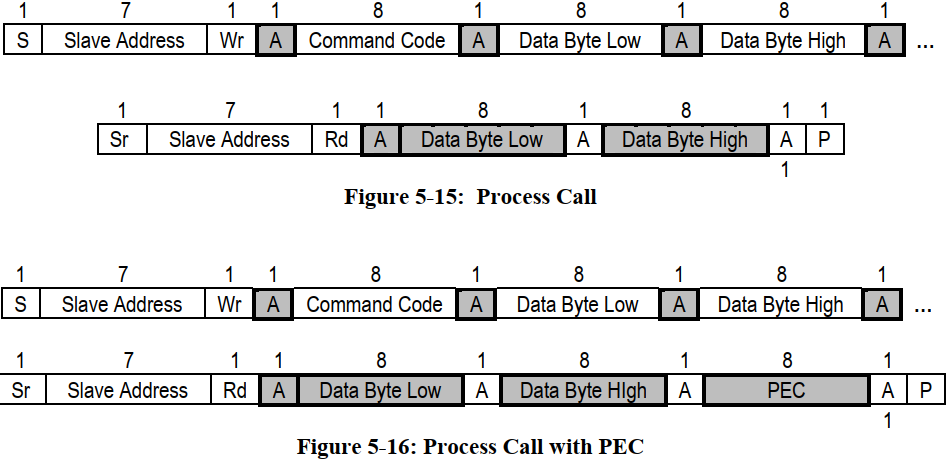 1 7 1 1 8 1 8 1 8 1
S Slave Address Wr A Command Code A Data Byte Low A Data Byte High A ...
1 7 1 1 8 1 8 1 1
Sr Slave Address Rd A Data Byte Low A Data Byte High A P
1
Figure 5-15: Process Call
1 7 1 1 8 1 8 1 8 1
S Slave Address Wr A Command Code A Data Byte Low A Data Byte High A ...
1 7 1 1 8 1 8 1 8 1
Sr Slave Address Rd A Data Byte Low A Data Byte HIgh A PEC A P
1
Figure 5-16: Process Call with PEC